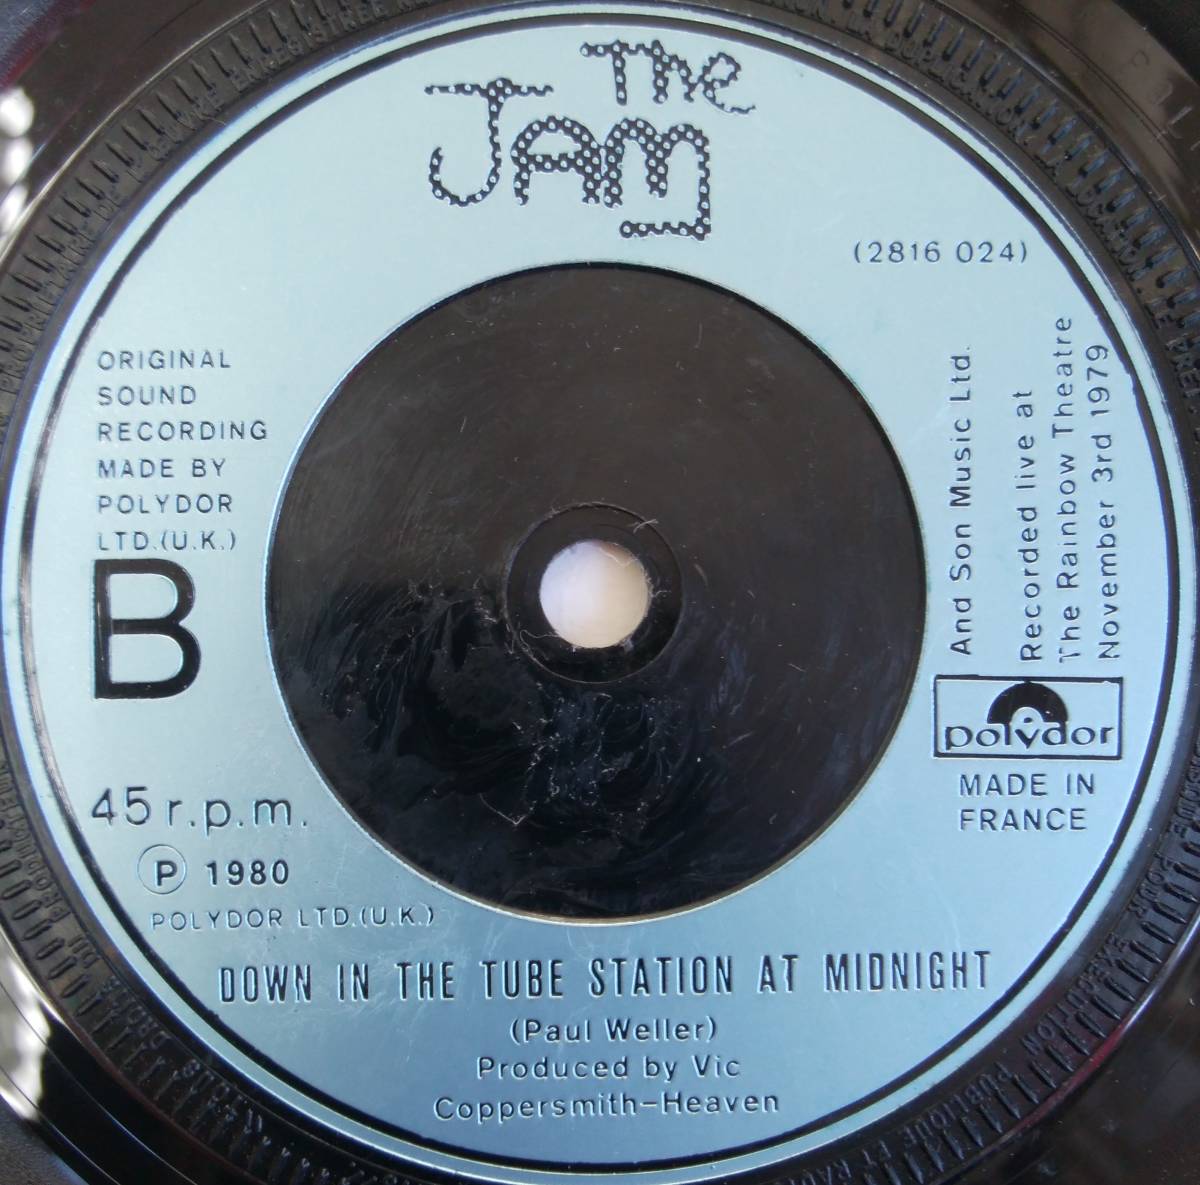 The
JAM
(2816 024)
ORIGINAL
SOUND
RECORDING
MADE BY
POLYDOR
LTD.(U.K.)
B
45 r.p.m.
P 1980
POLYDOR LTD.(U.K.)
And Son Music Ltd.
Recorded live at
The Rainbow Theatre
November 3rd 1979
polydor
MADE IN
FRANCE
DOWN IN THE TUBE STATION AT MIDNIGHT
(Paul Weller)
Produced by Vic
Coppersmith-Heaven